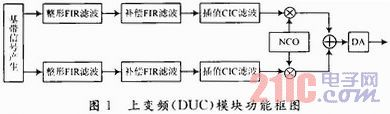 基带信号产生
整形FIR滤波
补偿FIR滤波
插值CIC滤波
NCO
DA
整形FIR滤波
补偿FIR滤波
插值CIC滤波
21IC电子网
.com
图 1 上变频(DUC)模块功能框图